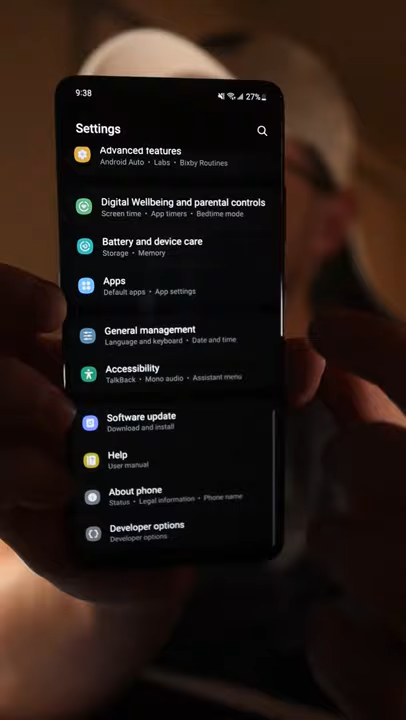 9:38
27%
Settings
Advanced features
Android Auto • Labs • Bixby Routines
Digital Wellbeing and parental controls
Screen time • App timers • Bedtime mode
Battery and device care
Storage • Memory
Apps
Default apps • App settings
General management
Language and keyboard • Date and time
Accessibility
TalkBack • Mono audio • Assistant menu
Software update
Download and install
Help
User manual
About phone
Status • Legal information • Phone name
Developer options
Developer options